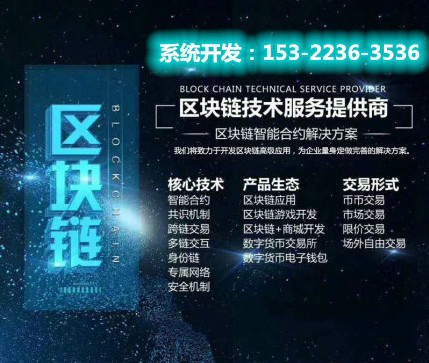 系统开发：153-2236-3536
BLOCK CHAIN TECHNICAL SERVICE PROVIDER
区块链技术服务提供商
区块链智能合约解决方案
我们将致力于开发区块链高级应用，为企业量身定做完善的解决方案。
区块链
BLOCKCHAIN
核心技术
智能合约
共识机制
跨链交易
多链交互
身份链
专属网络
安全机制
产品生态
区块链应用
区块链游戏开发
区块链+商城开发
数字货币交易所
数字货币电子钱包
交易形式
币币交易
市场交易
限价交易
场外自由交易